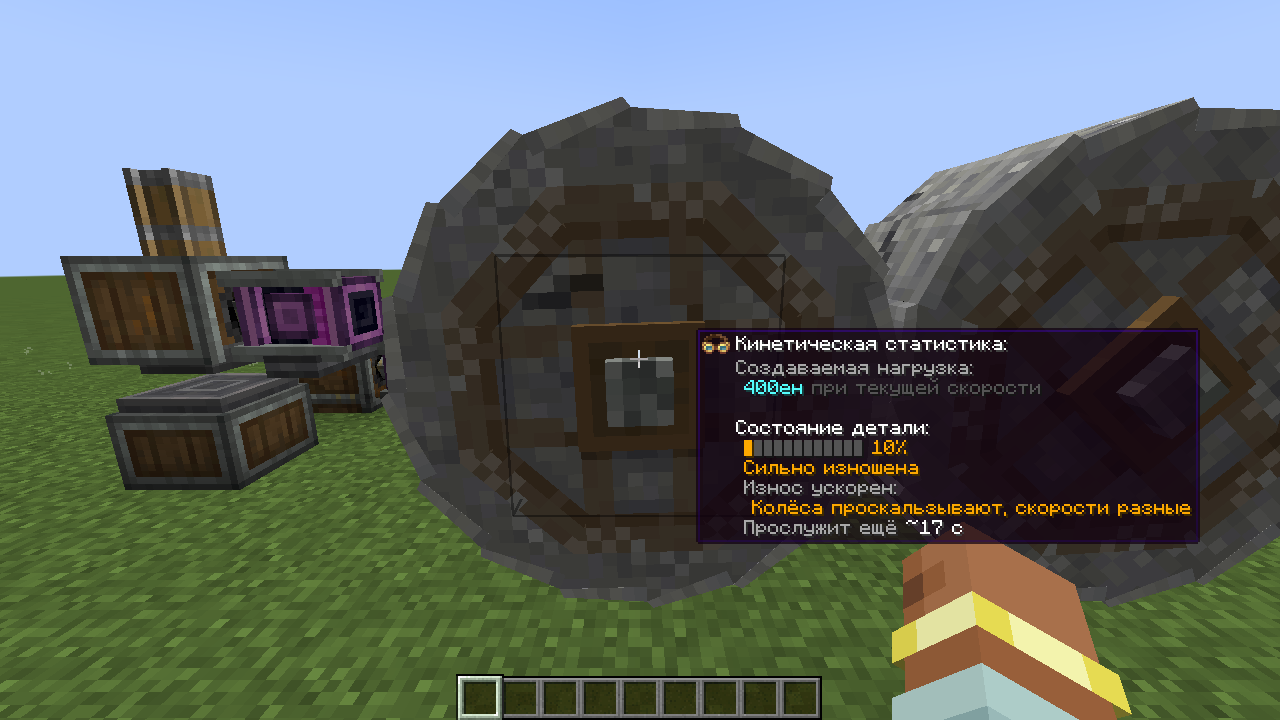 Кинетическая статистика:
Создаваемая нагрузка:
400ен при текущей скорости
Состояние детали:
10%
Сильно изношена
Износ ускорен:
Колёса проскальзывают, скорости разные
Прослужит ещё ~17 с